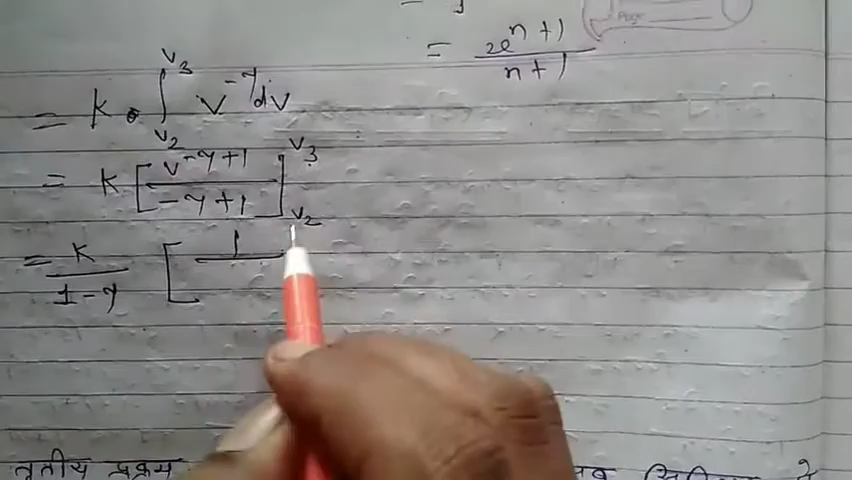 = x^n+1 / n+1
= K ∫_{V2}^{V3} V^-γ dV
= K [V^-γ+1 / -γ+1]_{V2}^{V3}
= K / 1-γ [ 1 /
तृतीय प्रक्रम